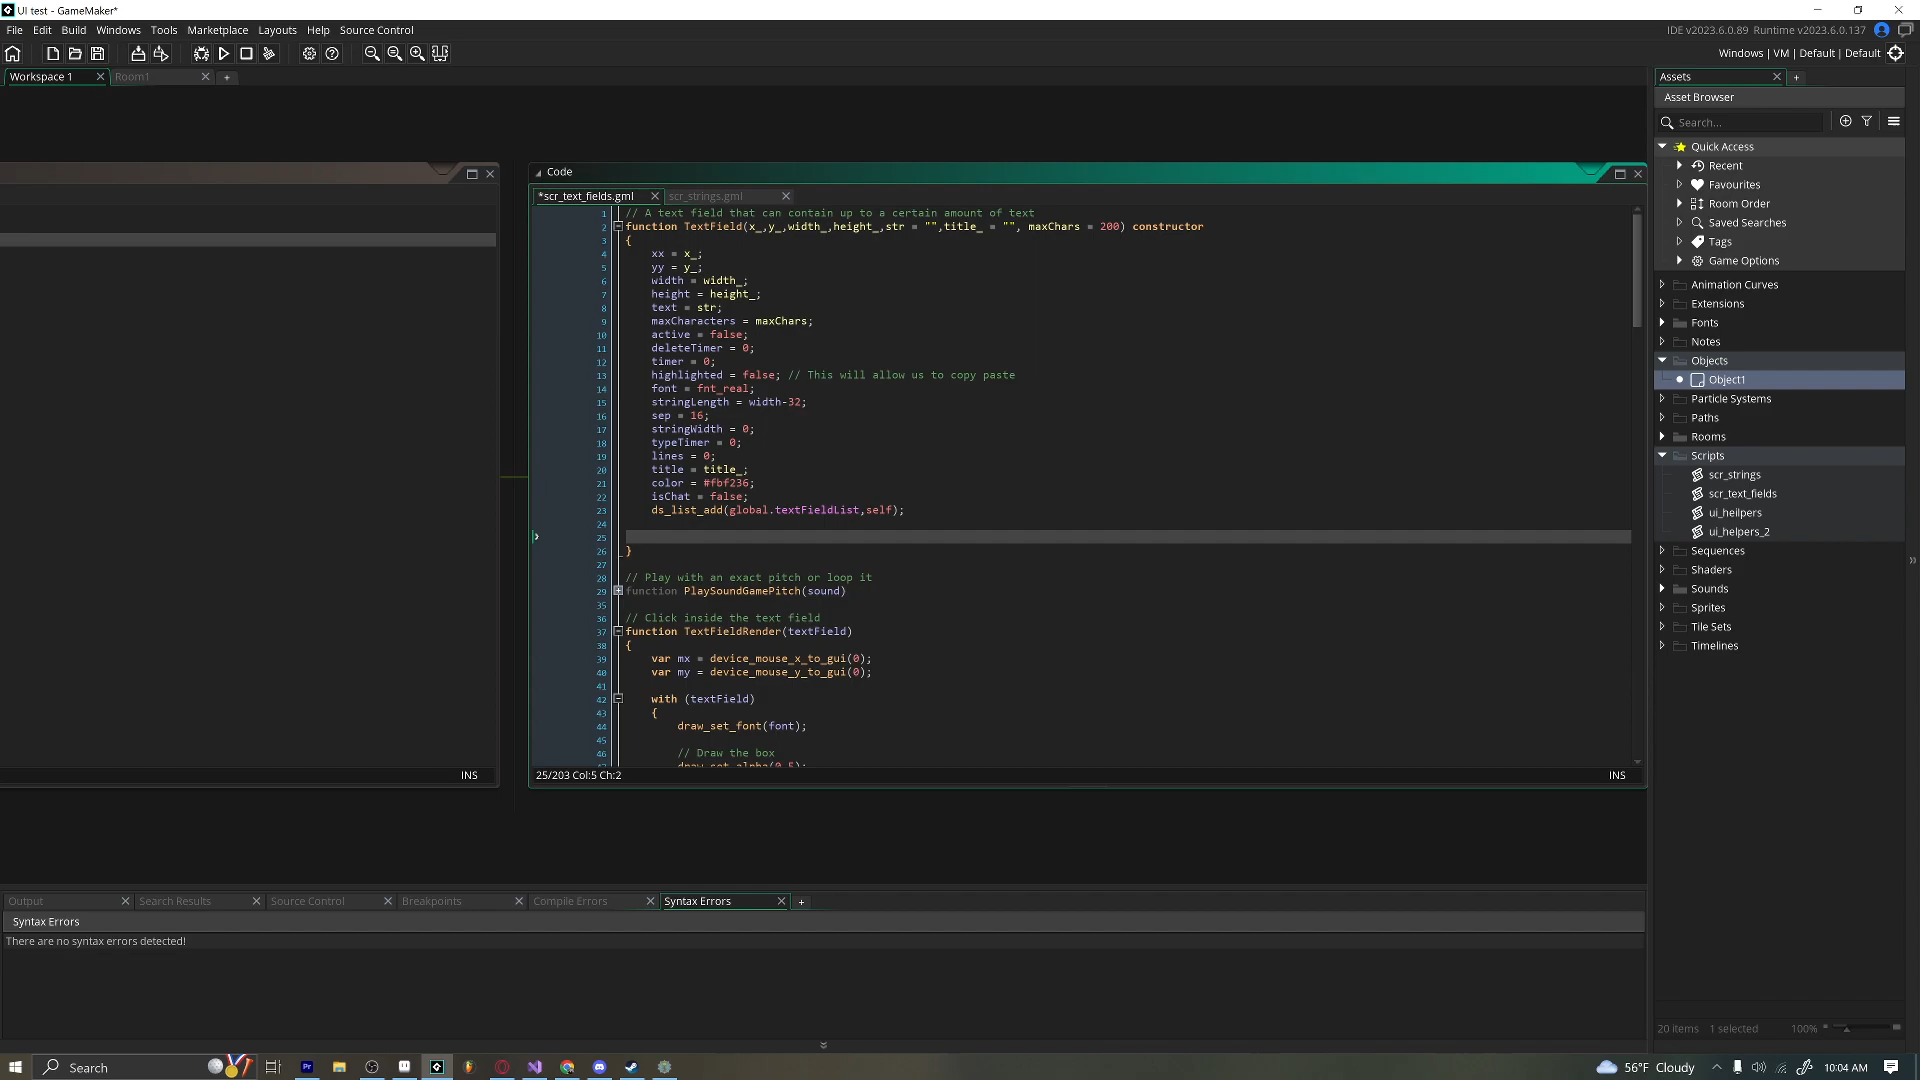 UI test - GameMaker*
File Edit Build Windows Tools Marketplace Layouts Help Source Control
IDE v2023.6.0.89 Runtime v2023.6.0.137
Windows | VM | Default | Default
Workspace 1
Room1
Code
*scr_text_fields.gml
scr_strings.gml
1 // A text field that can contain up to a certain amount of text
2 function TextField(x_,y_,width_,height_,str = "",title_ = "", maxChars = 200) constructor
3 {
4 xx = x_;
5 yy = y_;
6 width = width_;
7 height = height_;
8 text = str;
9 maxCharacters = maxChars;
10 active = false;
11 deleteTimer = 0;
12 timer = 0;
13 highlighted = false; // This will allow us to copy paste
14 font = fnt_real;
15 stringLength = width-32;
16 sep = 16;
17 stringWidth = 0;
18 typeTimer = 0;
19 lines = 0;
20 title = title_;
21 color = #fbf236;
22 isChat = false;
23 ds_list_add(global.textFieldList,self);
24
25
26 }
27
28 // Play with an exact pitch or loop it
29 function PlaySoundGamePitch(sound)
35
36 // Click inside the text field
37 function TextFieldRender(textField)
38 {
39 var mx = device_mouse_x_to_gui(0);
40 var my = device_mouse_y_to_gui(0);
41
42 with (textField)
43 {
44 draw_set_font(font);
45
46 // Draw the box
47 draw_set_alpha(0.5);
INS
25/203 Col:5 Ch:2
INS
Assets
Asset Browser
Search...
Quick Access
Recent
Favourites
Room Order
Saved Searches
Tags
Game Options
Animation Curves
Extensions
Fonts
Notes
Objects
Object1
Particle Systems
Paths
Rooms
Scripts
scr_strings
scr_text_fields
ui_heilpers
ui_helpers_2
Sequences
Shaders
Sounds
Sprites
Tile Sets
Timelines
20 items 1 selected 100%
Output
Search Results
Source Control
Breakpoints
Compile Errors
Syntax Errors
Syntax Errors
There are no syntax errors detected!
Search
Pr
56°F Cloudy
10:04 AM